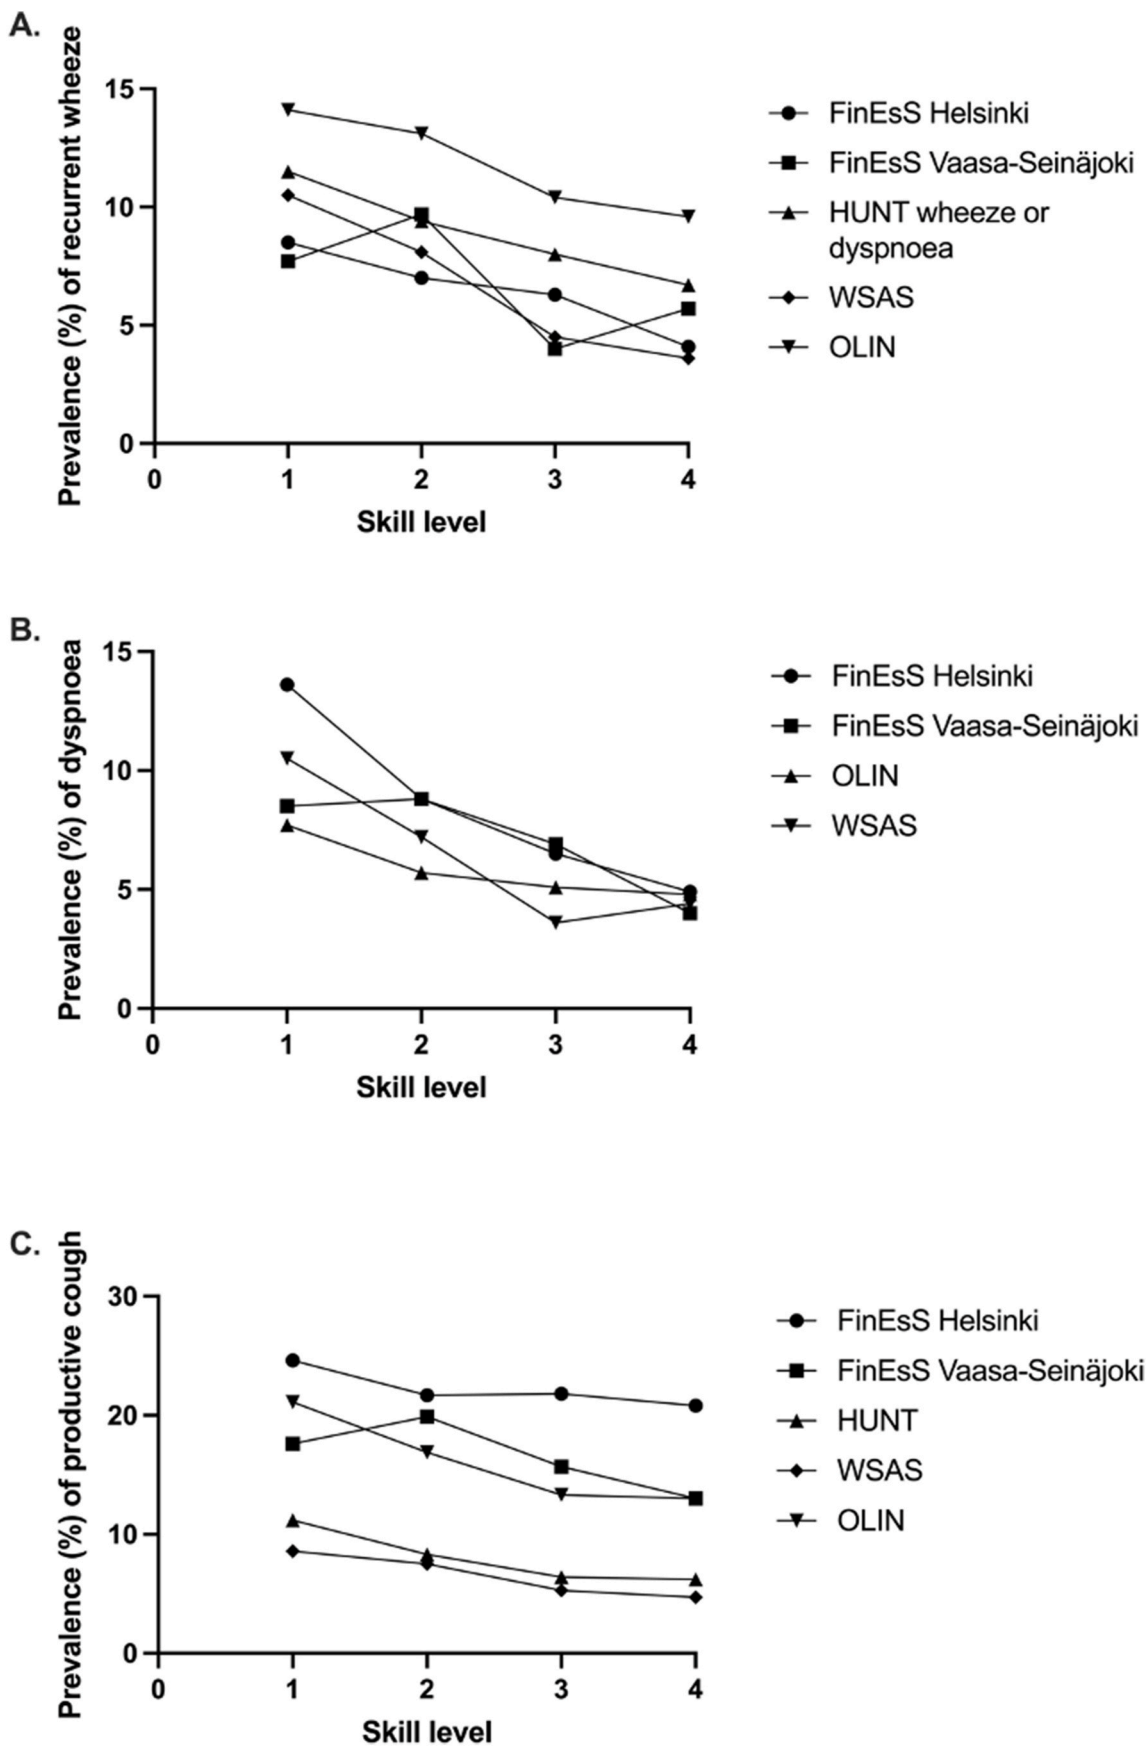 A.
Prevalence (%) of recurrent wheeze
15
10
5
0
0 1 2 3 4
Skill level
FinEsS Helsinki
FinEsS Vaasa-Seinäjoki
HUNT wheeze or
dyspnoea
WSAS
OLIN
B.
Prevalence (%) of dyspnoea
15
10
5
0
0 1 2 3 4
Skill level
FinEsS Helsinki
FinEsS Vaasa-Seinäjoki
OLIN
WSAS
C.
Prevalence (%) of productive cough
30
20
10
0
0 1 2 3 4
Skill level
FinEsS Helsinki
FinEsS Vaasa-Seinäjoki
HUNT
WSAS
OLIN